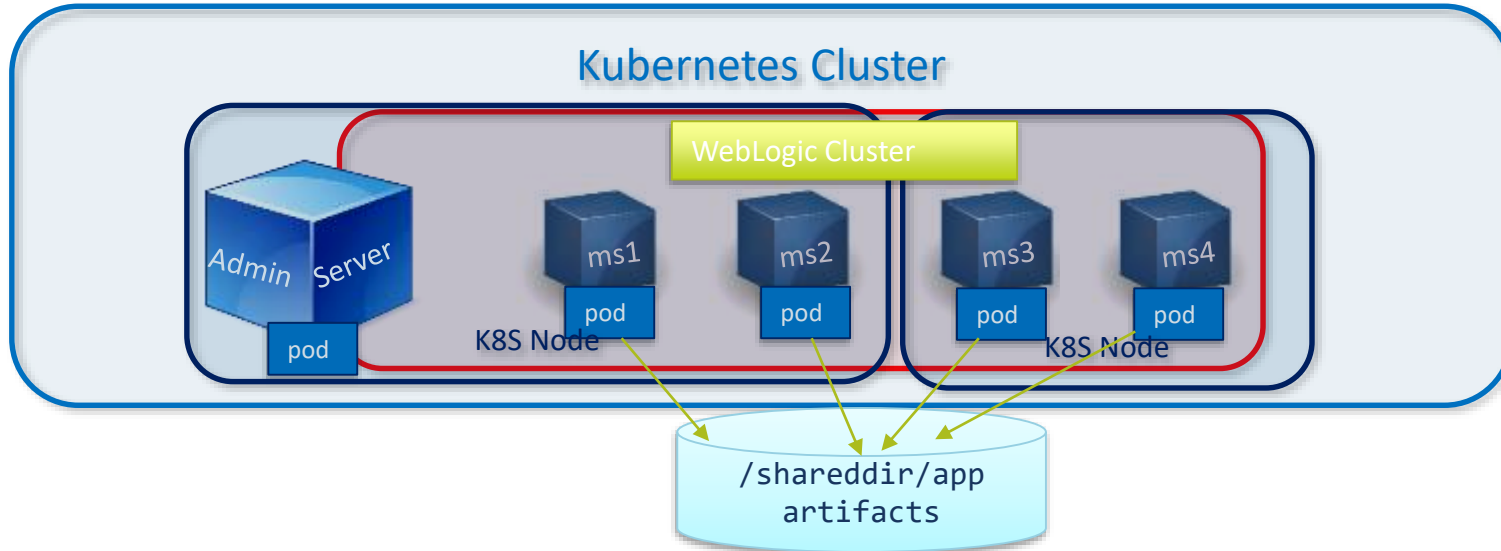 Kubernetes Cluster
WebLogic Cluster
Admin Server
ms1
ms2
ms3
ms4
pod
pod
pod
pod
pod
K8S Node
K8S Node
/shareddir/app
artifacts